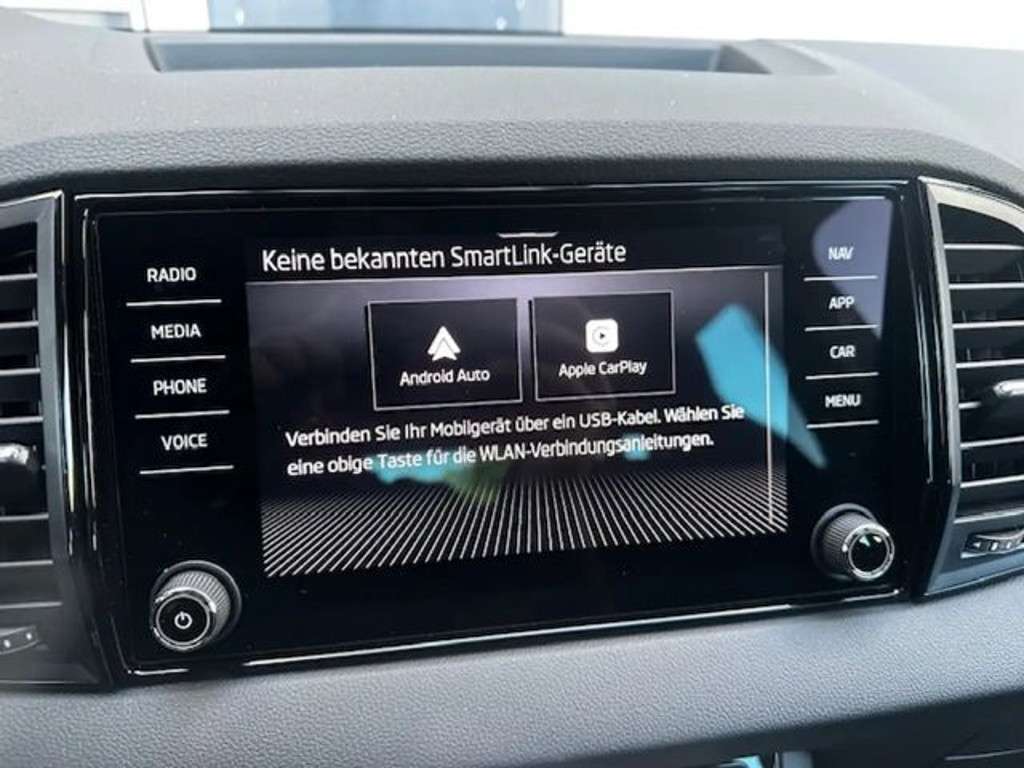 Keine bekannten SmartLink-Geräte
RADIO
MEDIA
PHONE
VOICE
Android Auto
Apple CarPlay
Verbinden Sie Ihr Mobilgerät über ein USB-Kabel. Wählen Sie
eine obige Taste für die WLAN-Verbindungsanleitungen.
NAV
APP
CAR
MENU